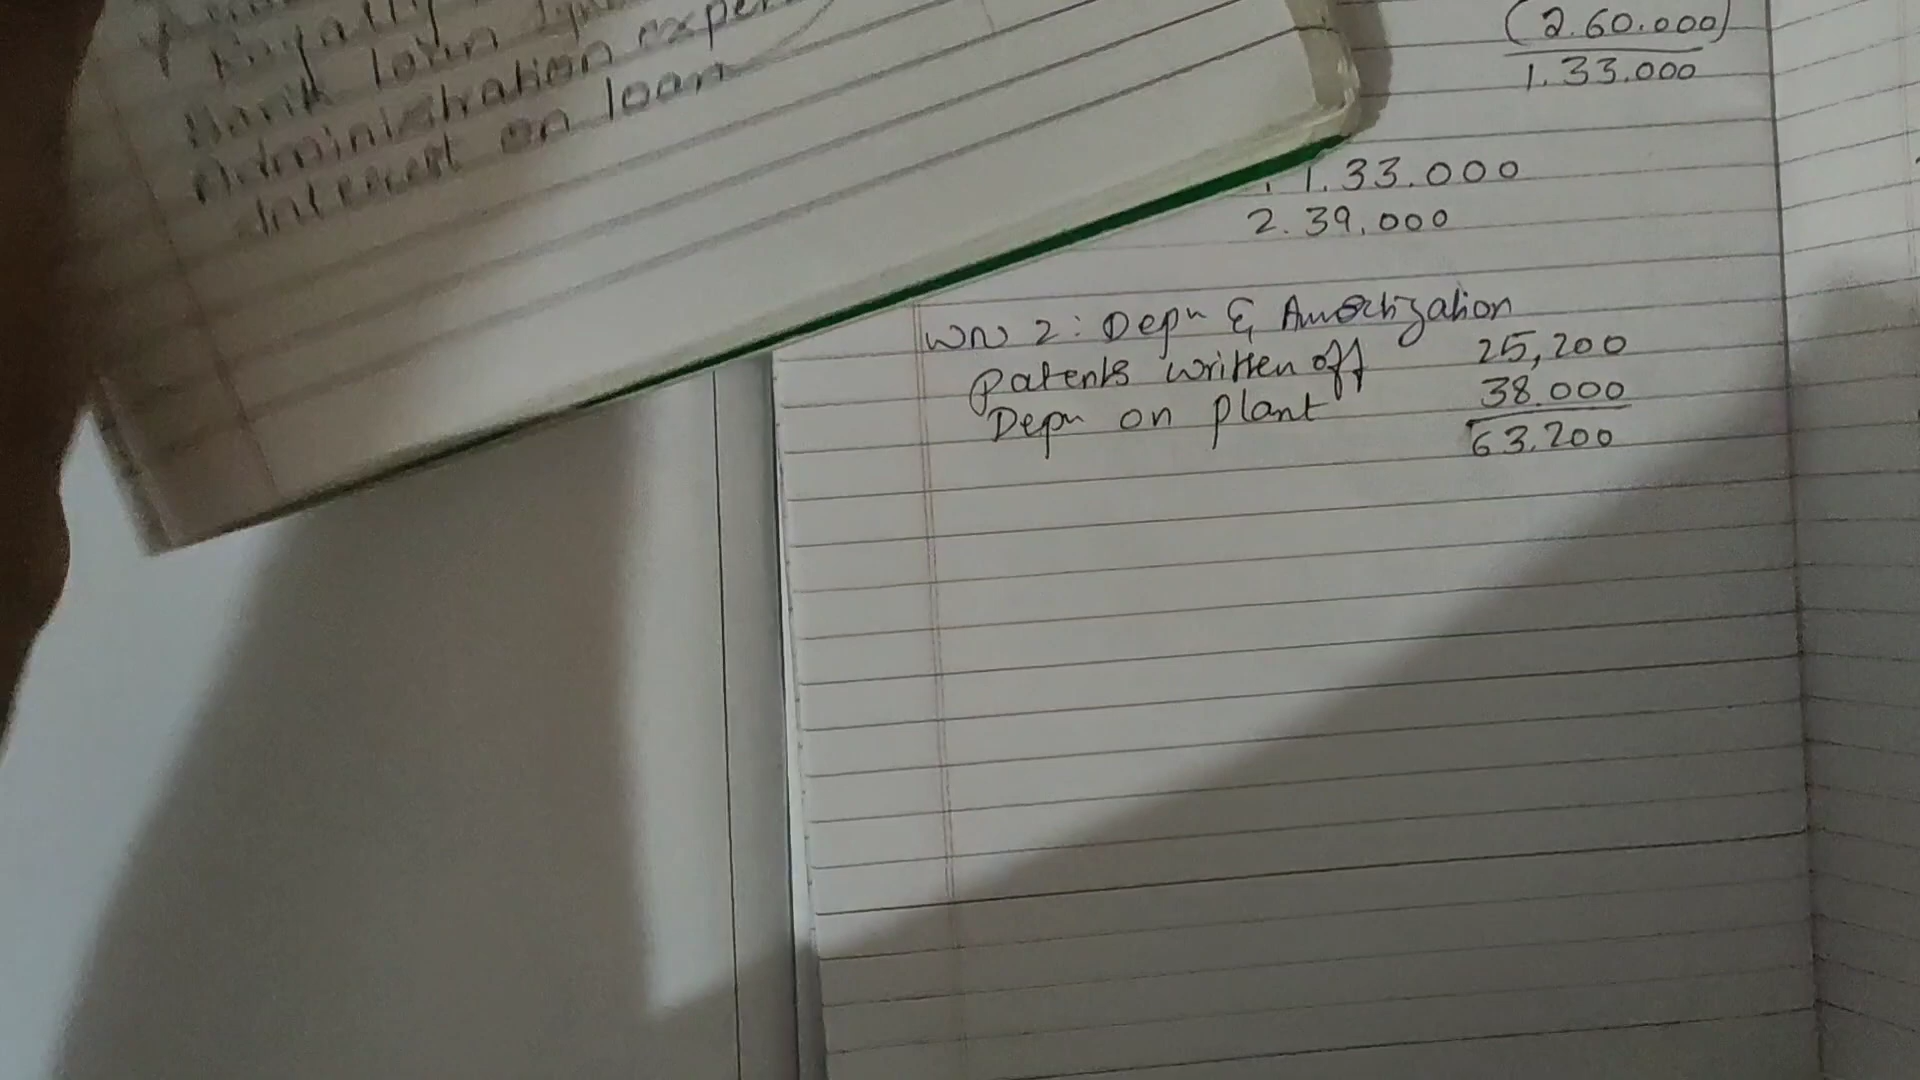 Bank loan
Administration expe
Interest on loan
(2.60.000)
1.33.000
1.33.000
2.39.000
WN 2: Depn & Amortization
Patents written off 25,200
Depn on plant 38.000
63.200